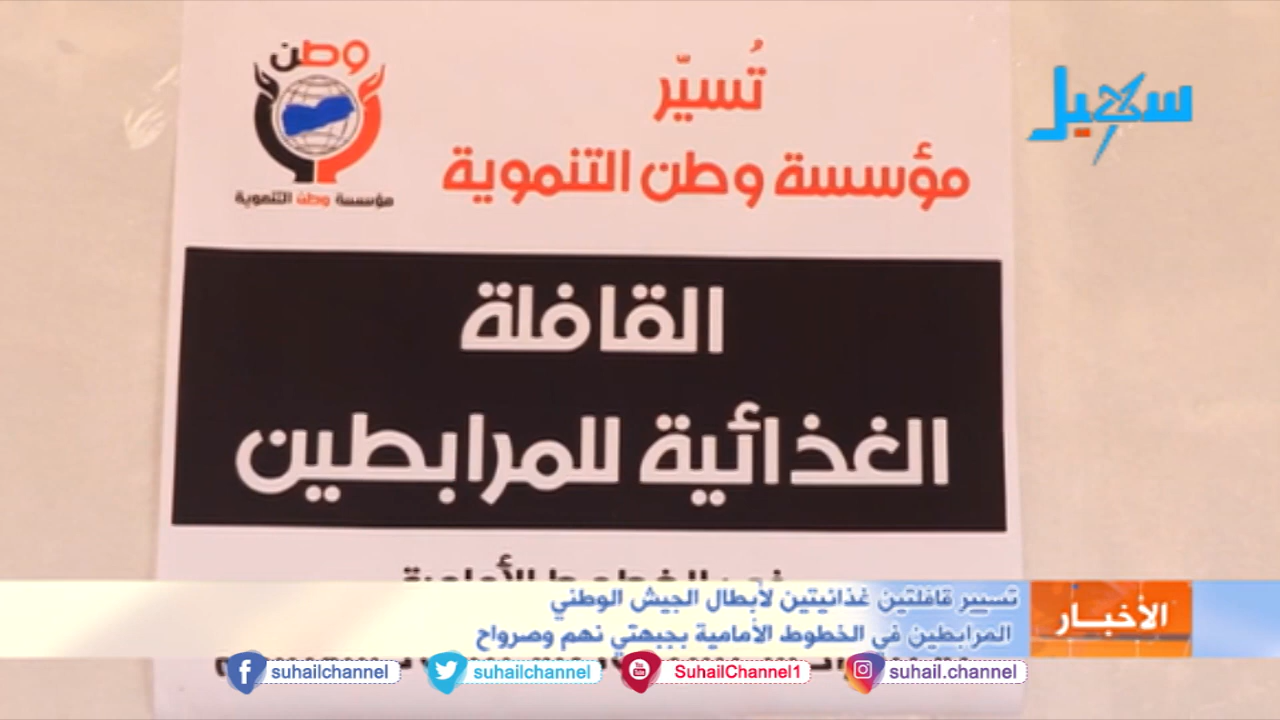 وطن
مؤسسة وطن التنموية
تُسيّر
مؤسسة وطن التنموية
سهيل
القافلة
الغذائية للمرابطين
الأخبار
تسيير قافلتين غذائيتين لأبطال الجيش الوطني
المرابطين في الخطوط الأمامية بجبهتي نهم وصرواح
suhailchannel
suhailchannel
SuhailChannel1
suhail.channel